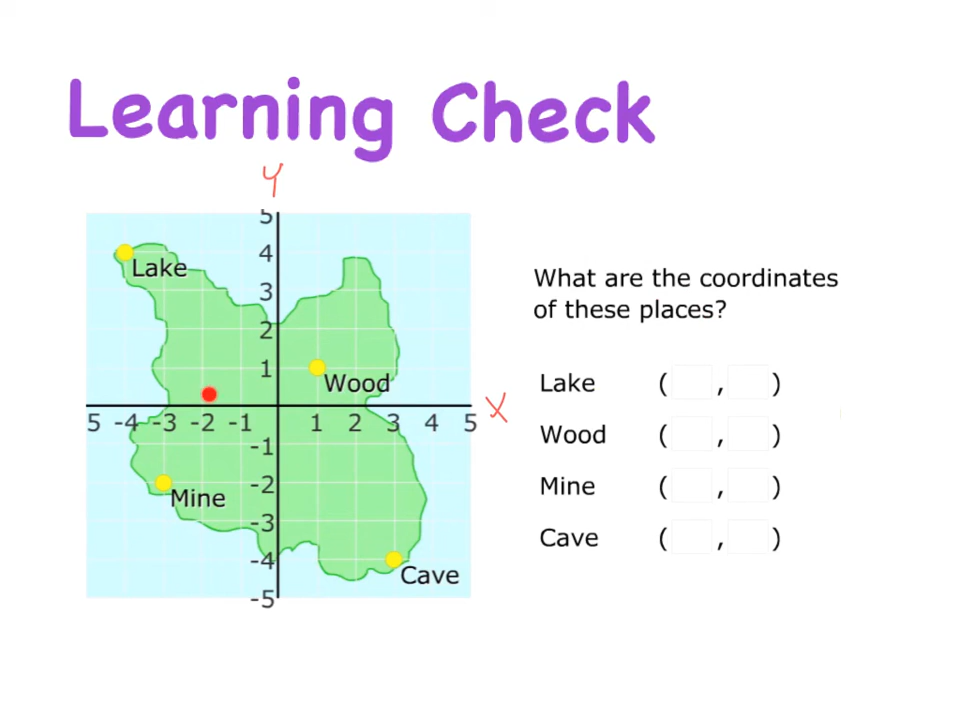 Learning Check
Y
5
4
Lake
3
2
1
Wood
X
5 -4 -3 -2 -1 1 2 3 4 5
-1
-2
Mine
-3
-4
Cave
-5
What are the coordinates
of these places?
Lake ( , )
Wood ( , )
Mine ( , )
Cave ( , )